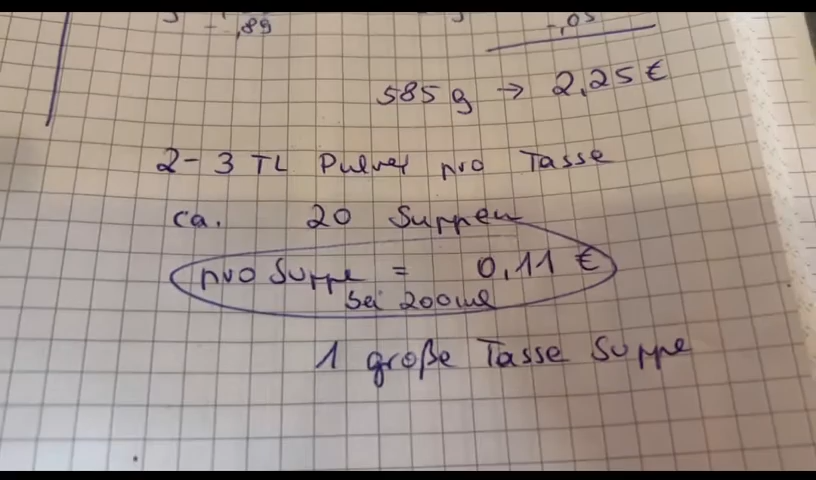 -,89
-,05
585 g → 2,25 €
2-3 TL Pulver pro Tasse
ca. 20 Suppen
pro Suppe = 0,11 €
bei 200ml
1 große Tasse Suppe